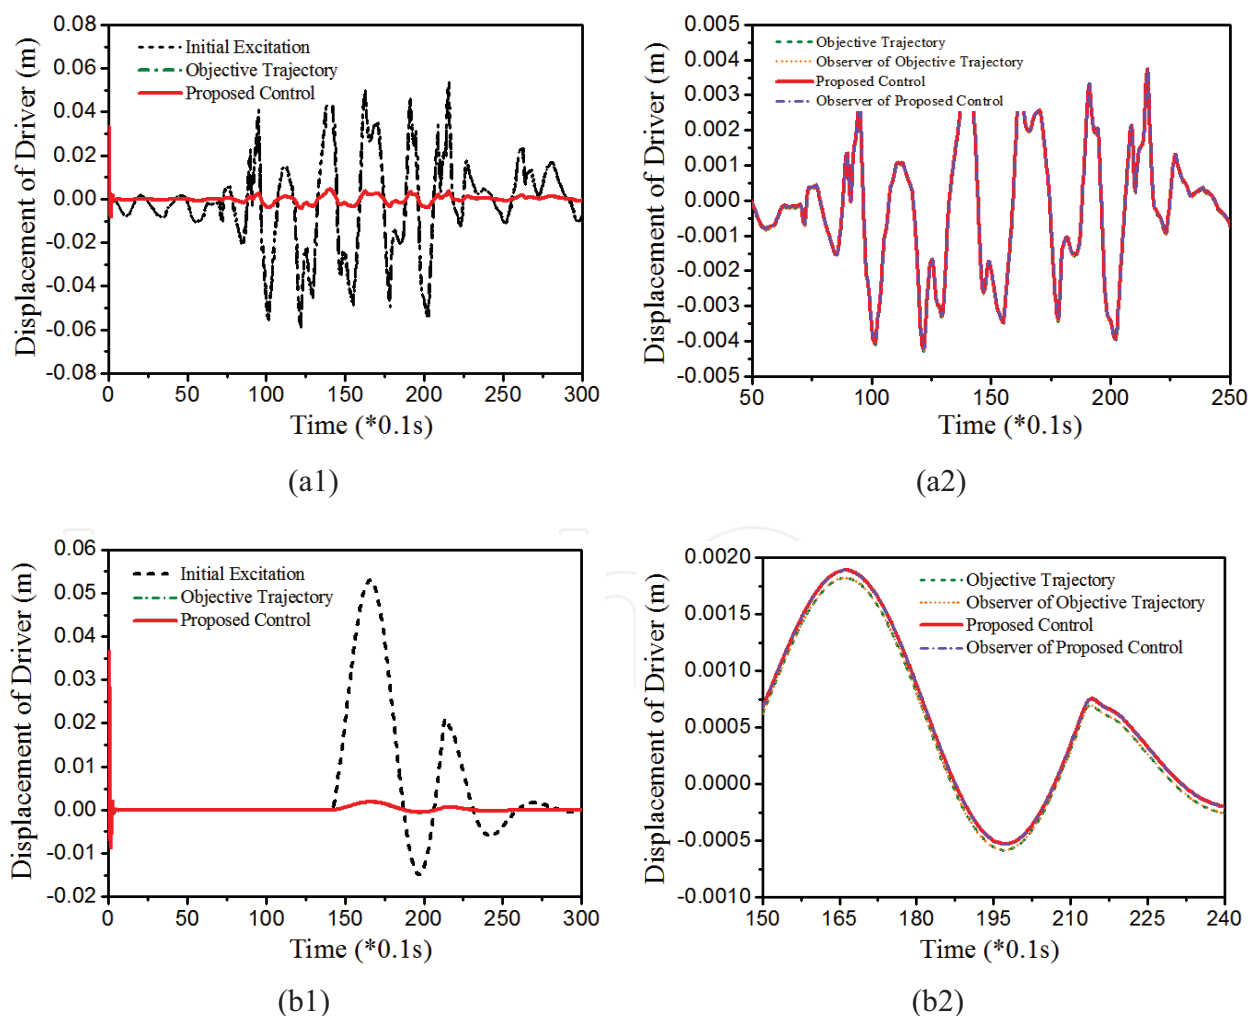 Displacement of Driver (m)
0.08
0.06
0.04
0.02
0.00
-0.02
-0.04
-0.06
-0.08
Initial Excitation
Objective Trajectory
Proposed Control
0 50 100 150 200 250 300
Time (*0.1s)
(a1)
Displacement of Driver (m)
0.005
0.004
0.003
0.002
0.001
0.000
-0.001
-0.002
-0.003
-0.004
-0.005
Objective Trajectory
Observer of Objective Trajectory
Proposed Control
Observer of Proposed Control
50 100 150 200 250
Time (*0.1s)
(a2)
Displacement of Driver (m)
0.06
0.05
0.04
0.03
0.02
0.01
0.00
-0.01
-0.02
Initial Excitation
Objective Trajectory
Proposed Control
0 50 100 150 200 250 300
Time (*0.1s)
(b1)
Displacement of Driver (m)
0.0020
0.0015
0.0010
0.0005
0.0000
-0.0005
-0.0010
Objective Trajectory
Observer of Objective Trajectory
Proposed Control
Observer of Proposed Control
150 165 180 195 210 225 240
Time (*0.1s)
(b2)